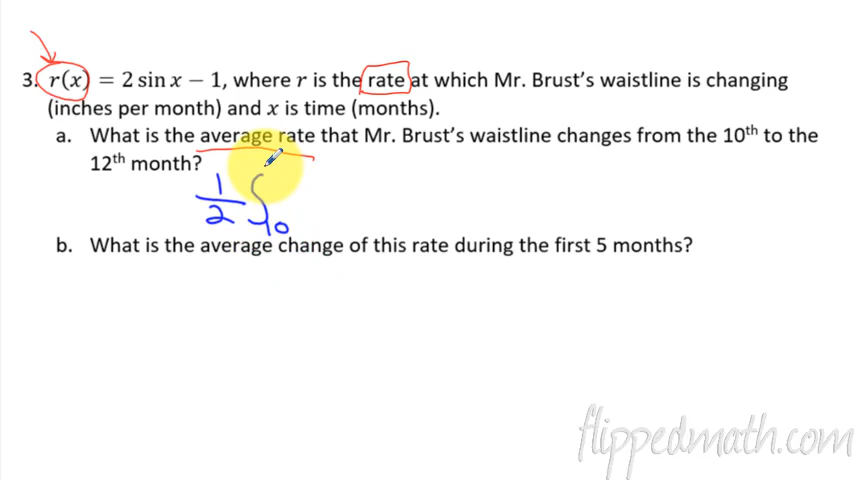 3. r(x) = 2 sin x − 1, where r is the rate at which Mr. Brust's waistline is changing
(inches per month) and x is time (months).
a. What is the average rate that Mr. Brust's waistline changes from the 10th to the
12th month?
1/2 ∫10
b. What is the average change of this rate during the first 5 months?
flippedmath.com